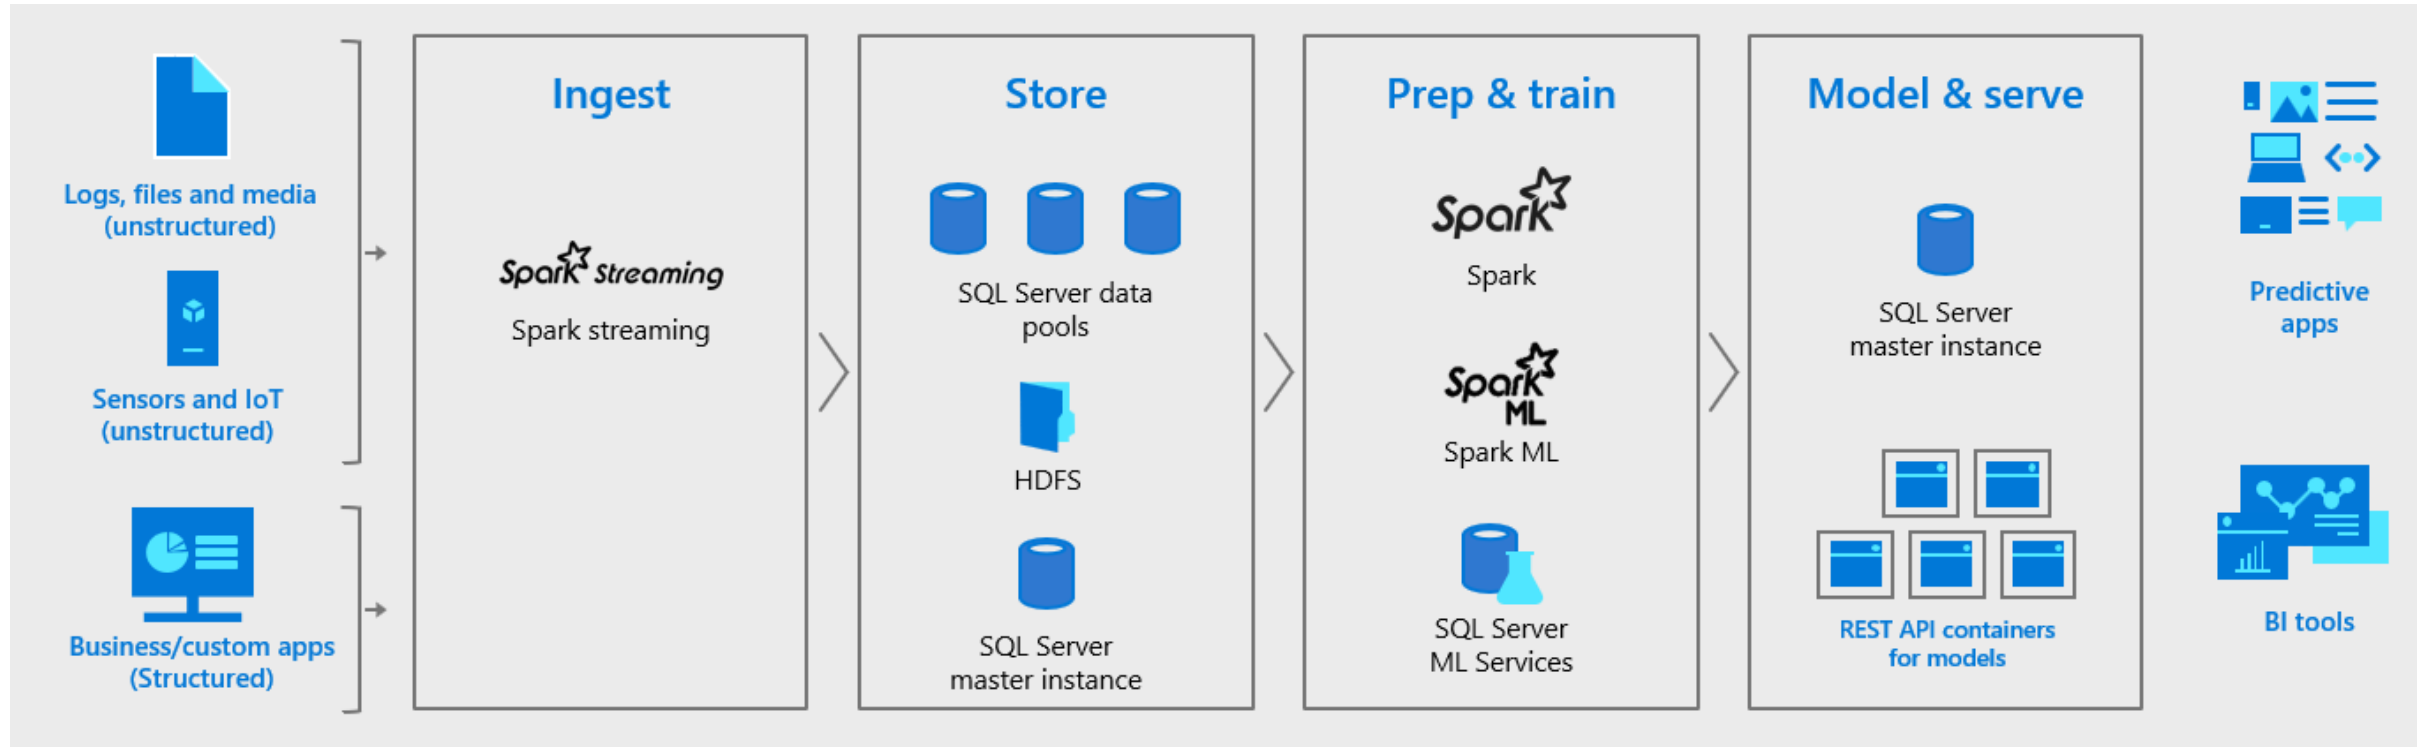 Logs, files and media
(unstructured)
Sensors and IoT
(unstructured)
Business/custom apps
(Structured)
Ingest
Spark Streaming
Spark streaming
Store
SQL Server data
pools
HDFS
SQL Server
master instance
Prep & train
Spark
Spark
Spark
ML
Spark ML
SQL Server
ML Services
Model & serve
SQL Server
master instance
REST API containers
for models
Predictive
apps
BI tools